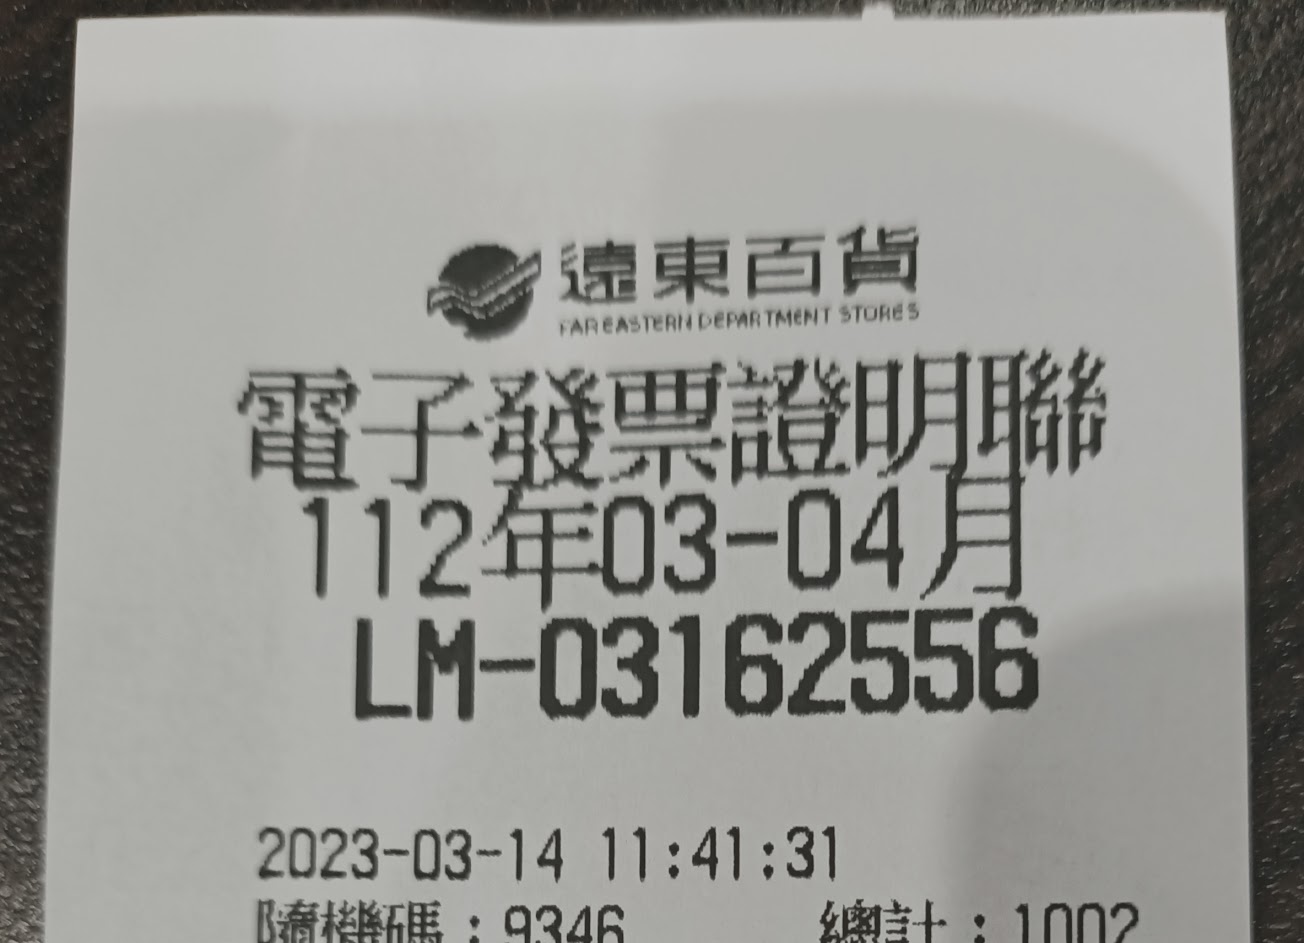 遠東百貨
FAR EASTERN DEPARTMENT STORES
電子發票證明聯
112年03-04月
LM-03162556
2023-03-14 11:41:31
隨機碼:9346 總計:1002